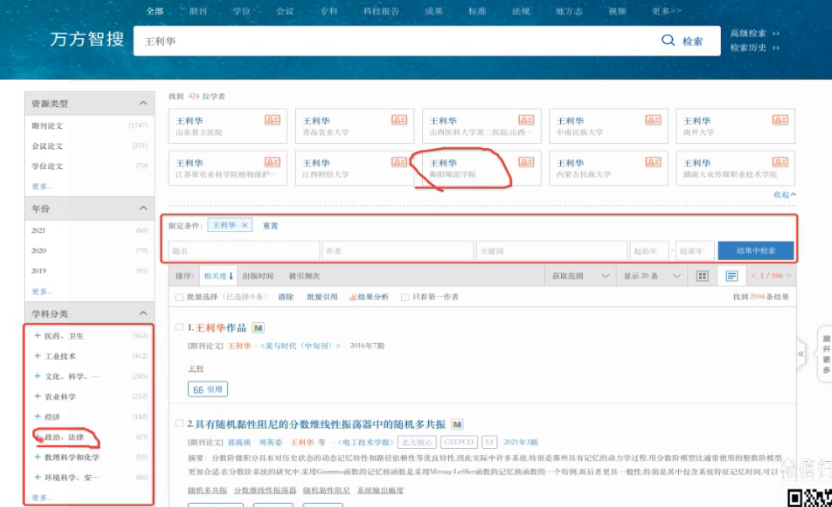 全部 期刊 学位 会议 专利 科技报告 成果 标准 法规 地方志 视频 更多>>
万方智搜
王利华
检索
高级检索 ››
检索历史 ››
资源类型
期刊论文 (1747)
会议论文 (251)
学位论文 (79)
更多...
年份
2021 (60)
2020 (79)
2019 (93)
更多...
学科分类
+ 医药、卫生 (562)
+ 工业技术 (412)
+ 文化、科学、… (285)
+ 农业科学 (252)
+ 经济 (182)
政治、法律 (63)
+ 数理科学和化学 (59)
+ 环境科学、安… (46)
更多...
找到 424 位学者
王利华 王利华 王利华 王利华 王利华
山东省立医院 青岛农业大学 山西医科大学第二医院;山西… 中南民族大学 南开大学
王利华 王利华 王利华 王利华 王利华
江苏省农业科学院植物保护… 江西财经大学 衡阳师范学院 内蒙古民族大学 湖南大众传媒职业技术学院
收起
限定条件: 王利华 × 重置
题名 作者 关键词 起始年 - 结束年 结果中检索
排序: 相关度 出版时间 被引频次 获取范围 显示 20 条 < 1 / 106 >
批量选择 (已选择 0 条) 清除 批量引用 结果分析 只看第一作者 找到 2104 条结果
1.王利华作品 M
[期刊论文] 王利华 - 《美与时代(中旬刊)》 2016年7期
王利
66 引用
2.具有随机黏性阻尼的分数维线性振荡器中的随机多共振 M
[期刊论文] 郭薇薇 周英姿 王利华 等 - 《电工技术学报》 北大核心 CSTPCD EI 2021年3期
摘要: 分数阶微积分具有对历史状态的动态记忆特性和路径依赖性等优良特性,因此实际中许多系统,特别是那些具有记忆的动力学过程,用分数阶模型比通常使用的整数阶模型
更加合适.在分数阶系统的研究中,采用Gamma函数的记忆核函数是采用Mittag-Leffler函数的记忆核函数的一个特例,而后者更具一般性.特别是其中包含系统特征记忆时间,可以
随机多共振 分数维线性振荡器 随机黏性阻尼 系统输出幅度
展开更多